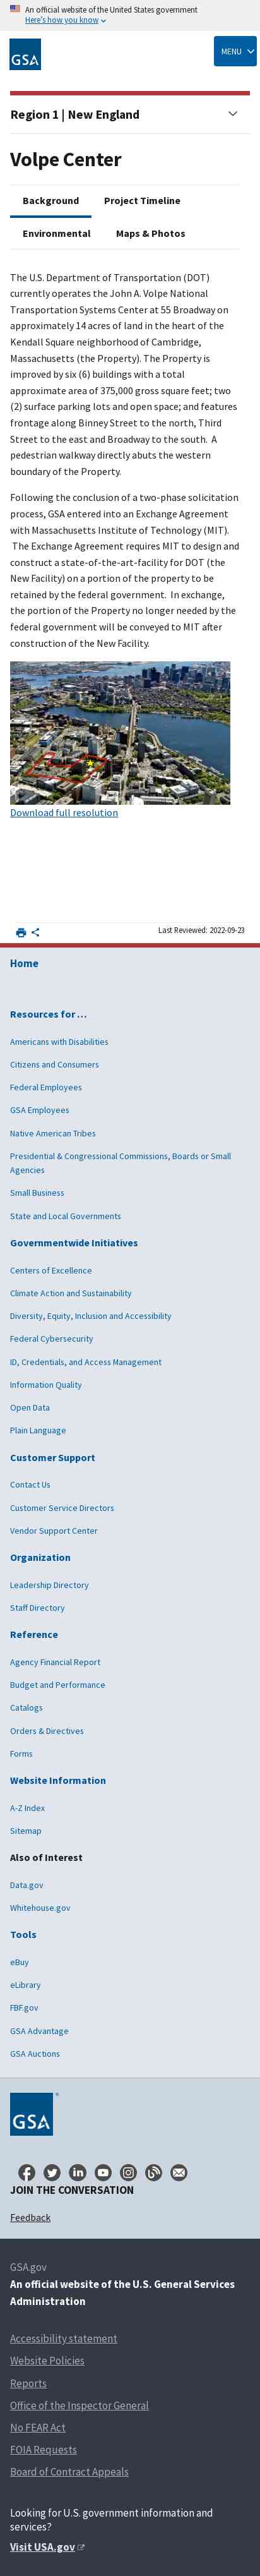 An official website of the United States government
Here's how you know
GSA
MENU
Region 1 | New England
Volpe Center
Background
Project Timeline
Environmental
Maps & Photos
The U.S. Department of Transportation (DOT)
currently operates the John A. Volpe National
Transportation Systems Center at 55 Broadway on
approximately 14 acres of land in the heart of the
Kendall Square neighborhood of Cambridge,
Massachusetts (the Property). The Property is
improved by six (6) buildings with a total
approximate area of 375,000 gross square feet; two
(2) surface parking lots and open space; and features
frontage along Binney Street to the north, Third
Street to the east and Broadway to the south. A
pedestrian walkway directly abuts the western
boundary of the Property.
Following the conclusion of a two-phase solicitation
process, GSA entered into an Exchange Agreement
with Massachusetts Institute of Technology (MIT).
The Exchange Agreement requires MIT to design and
construct a state-of-the-art-facility for DOT (the
New Facility) on a portion of the property to be
retained by the federal government. In exchange,
the portion of the Property no longer needed by the
federal government will be conveyed to MIT after
construction of the New Facility.
Download full resolution
Last Reviewed: 2022-09-23
Home
Resources for …
Americans with Disabilities
Citizens and Consumers
Federal Employees
GSA Employees
Native American Tribes
Presidential & Congressional Commissions, Boards or Small
Agencies
Small Business
State and Local Governments
Governmentwide Initiatives
Centers of Excellence
Climate Action and Sustainability
Diversity, Equity, Inclusion and Accessibility
Federal Cybersecurity
ID, Credentials, and Access Management
Information Quality
Open Data
Plain Language
Customer Support
Contact Us
Customer Service Directors
Vendor Support Center
Organization
Leadership Directory
Staff Directory
Reference
Agency Financial Report
Budget and Performance
Catalogs
Orders & Directives
Forms
Website Information
A-Z Index
Sitemap
Also of Interest
Data.gov
Whitehouse.gov
Tools
eBuy
eLibrary
FBF.gov
GSA Advantage
GSA Auctions
GSA
JOIN THE CONVERSATION
Feedback
GSA.gov
An official website of the U.S. General Services
Administration
Accessibility statement
Website Policies
Reports
Office of the Inspector General
No FEAR Act
FOIA Requests
Board of Contract Appeals
Looking for U.S. government information and
services?
Visit USA.gov